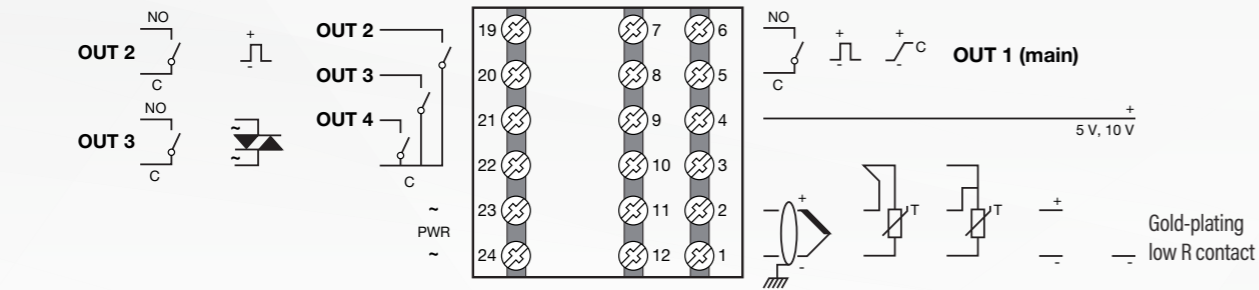 NO
OUT 2
+
-
C
NO
OUT 3
~
~
C
OUT 2
OUT 3
OUT 4
C
~
PWR
~
19 7 6
20 8 5
21 9 4
22 10 3
23 11 2
24 12 1
NO
C
+
-
+
C
-
OUT 1 (main)
+
5 V, 10 V
+
-
T
T
+
-
-
Gold-plating
low R contact